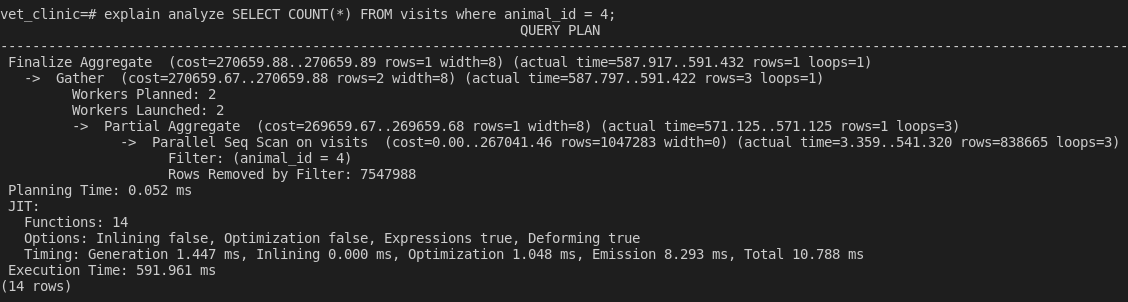 vet_clinic=# explain analyze SELECT COUNT(*) FROM visits where animal_id = 4;
QUERY PLAN
---------------------------------------------------------------------------------------------------------------------------------------------
Finalize Aggregate  (cost=270659.88..270659.89 rows=1 width=8) (actual time=587.917..591.432 rows=1 loops=1)
  ->  Gather  (cost=270659.67..270659.88 rows=2 width=8) (actual time=587.797..591.422 rows=3 loops=1)
        Workers Planned: 2
        Workers Launched: 2
        ->  Partial Aggregate  (cost=269659.67..269659.68 rows=1 width=8) (actual time=571.125..571.125 rows=1 loops=3)
              ->  Parallel Seq Scan on visits  (cost=0.00..267041.46 rows=1047283 width=0) (actual time=3.359..541.320 rows=838665 loops=3)
                    Filter: (animal_id = 4)
                    Rows Removed by Filter: 7547988
Planning Time: 0.052 ms
JIT:
  Functions: 14
  Options: Inlining false, Optimization false, Expressions true, Deforming true
  Timing: Generation 1.447 ms, Inlining 0.000 ms, Optimization 1.048 ms, Emission 8.293 ms, Total 10.788 ms
Execution Time: 591.961 ms
(14 rows)